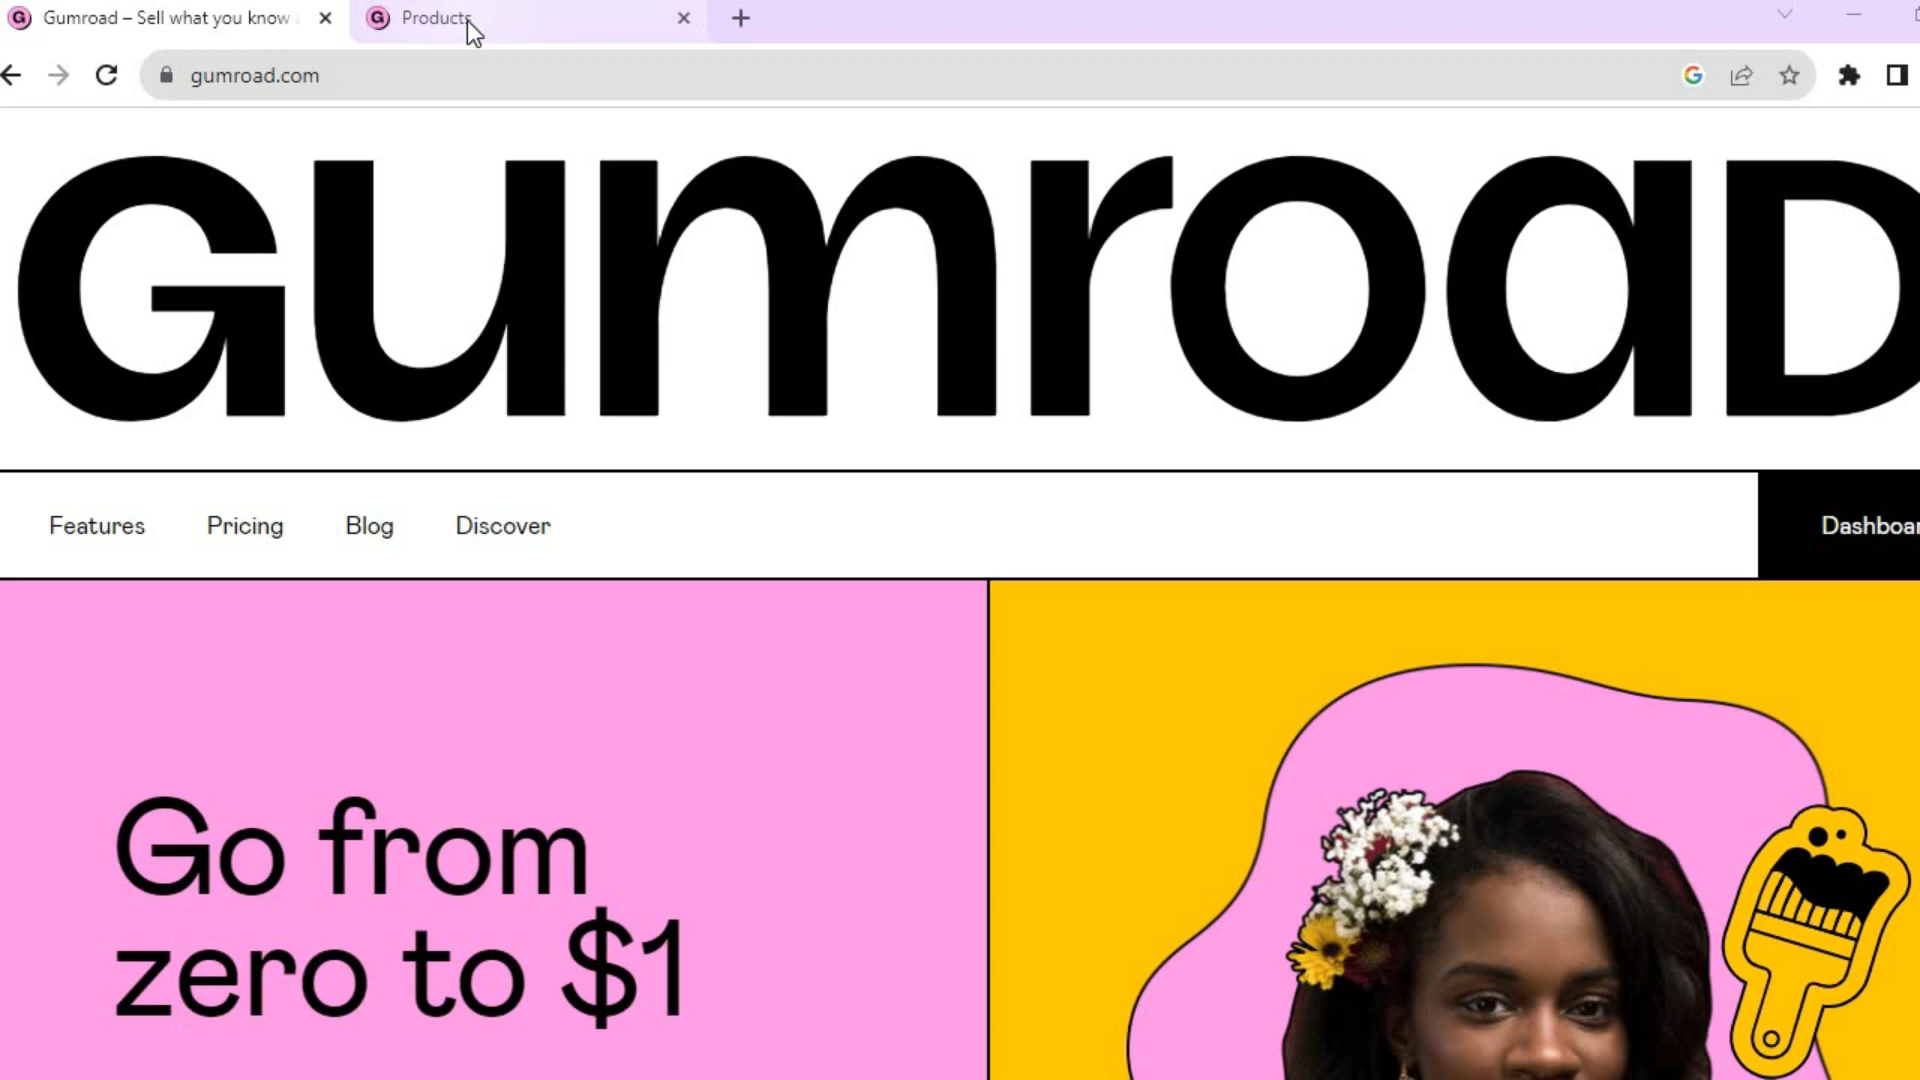 G Gumroad – Sell what you know
G Products
gumroad.com
Gumroad
Features Pricing Blog Discover
Dashboar
Go from
zero to $1